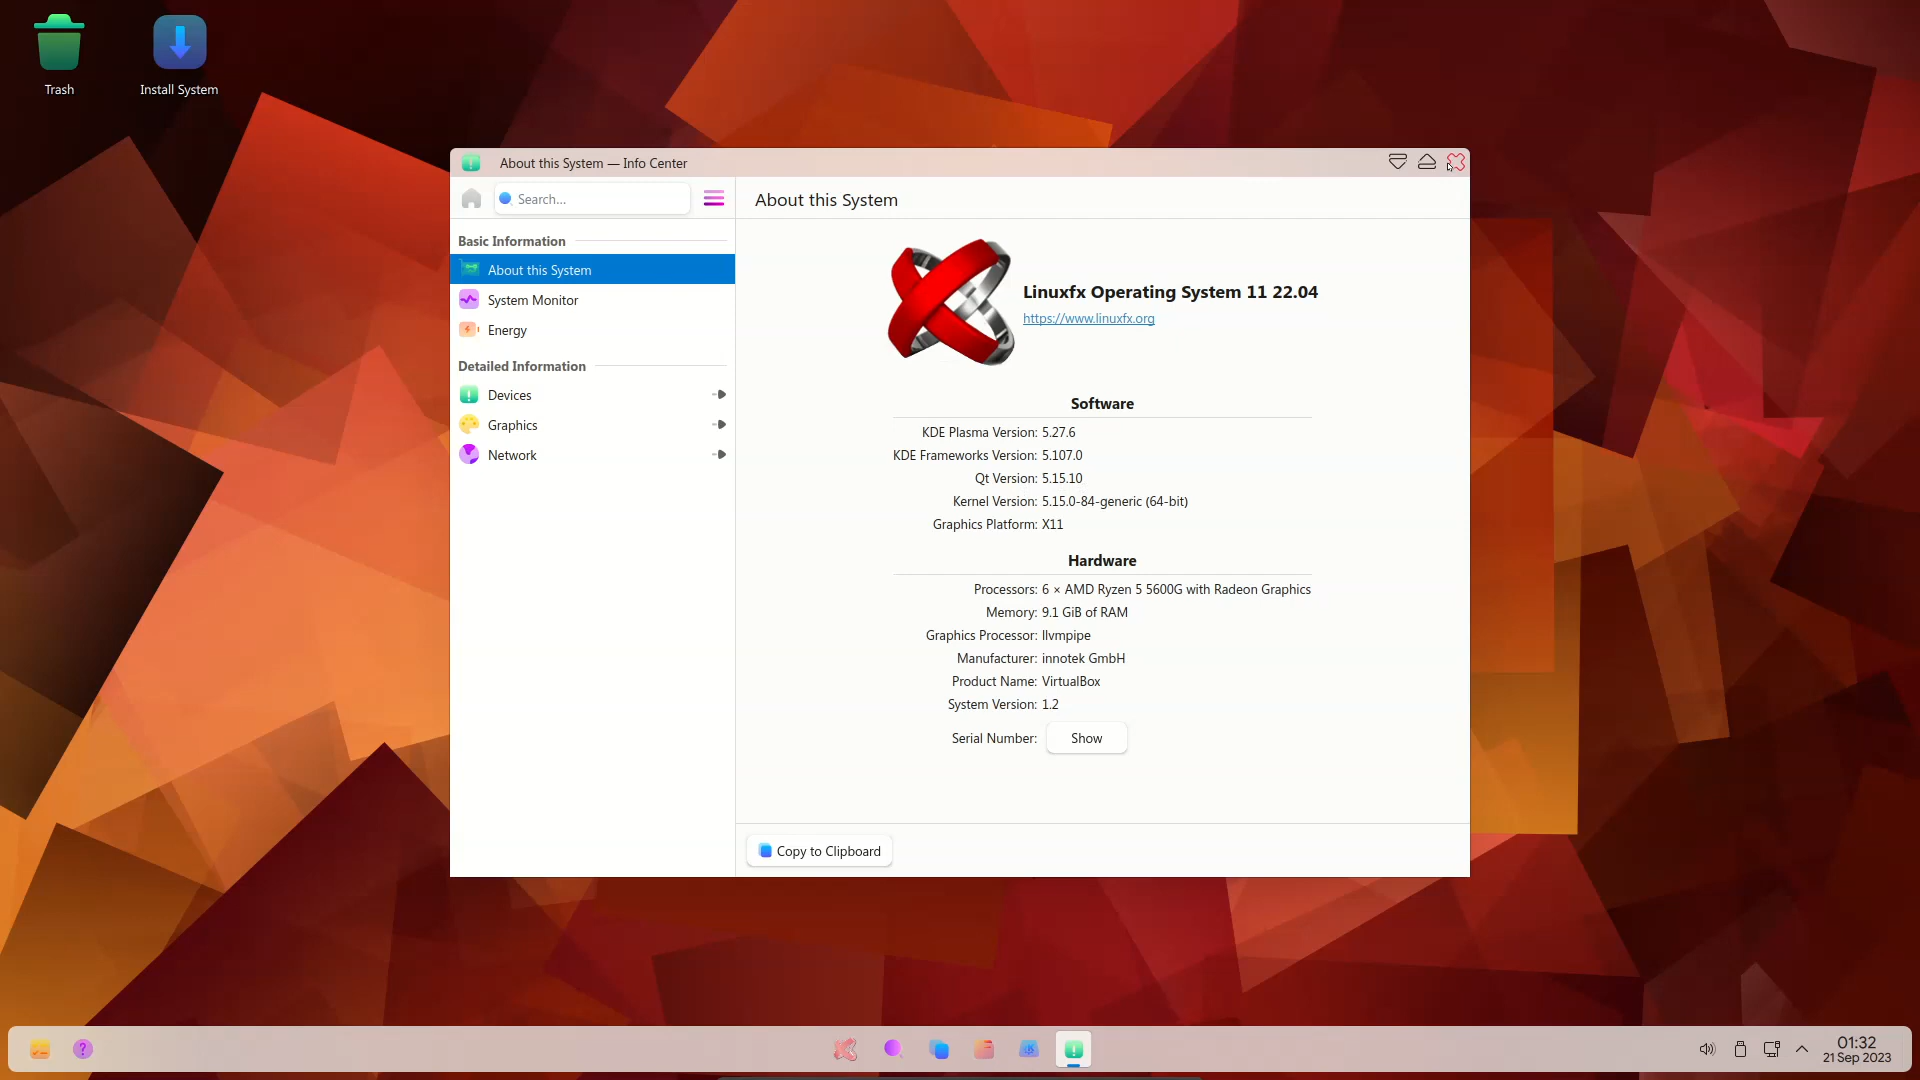 Trash
Install System
About this System — Info Center
Search...
About this System
Basic Information
About this System
System Monitor
Energy
Detailed Information
Devices
Graphics
Network
Linuxfx Operating System 11 22.04
https://www.linuxfx.org
Software
KDE Plasma Version: 5.27.6
KDE Frameworks Version: 5.107.0
Qt Version: 5.15.10
Kernel Version: 5.15.0-84-generic (64-bit)
Graphics Platform: X11
Hardware
Processors: 6 × AMD Ryzen 5 5600G with Radeon Graphics
Memory: 9.1 GiB of RAM
Graphics Processor: llvmpipe
Manufacturer: innotek GmbH
Product Name: VirtualBox
System Version: 1.2
Serial Number: Show
Copy to Clipboard
01:32
21 Sep 2023